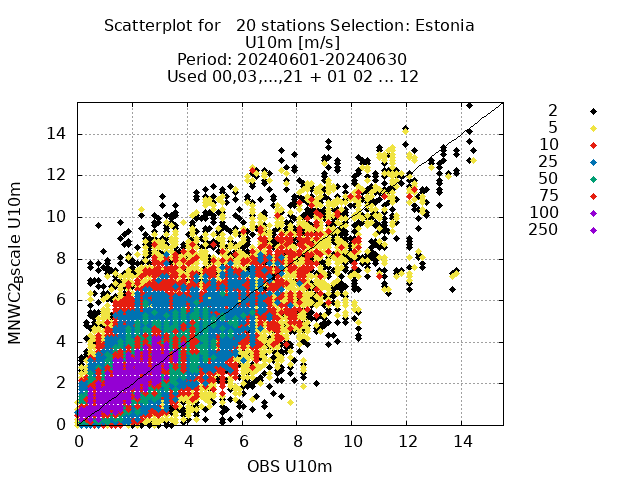 Scatterplot for   20 stations Selection: Estonia
U10m [m/s]
Period: 20240601-20240630
Used 00,03,...,21 + 01 02 ... 12
2
5
10
25
50
75
100
250
14
12
10
8
6
4
2
0
MNWC2.8scale U10m
0 2 4 6 8 10 12 14
OBS U10m